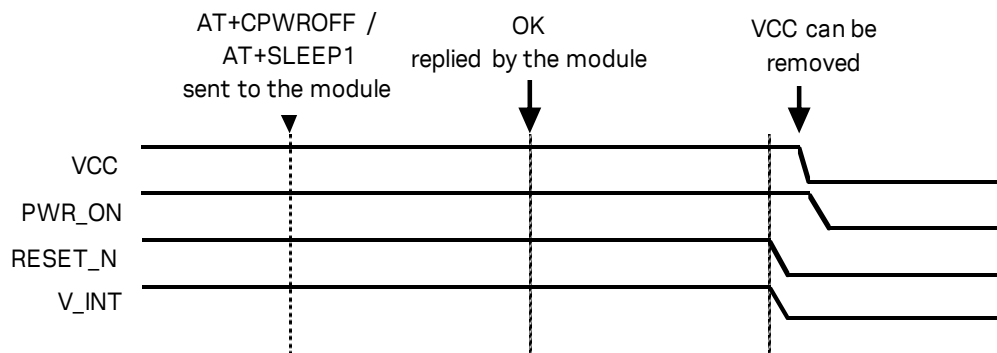 AT+CPWROFF /
AT+SLEEP1
sent to the module
OK
replied by the module
VCC can be
removed
VCC
PWR_ON
RESET_N
V_INT